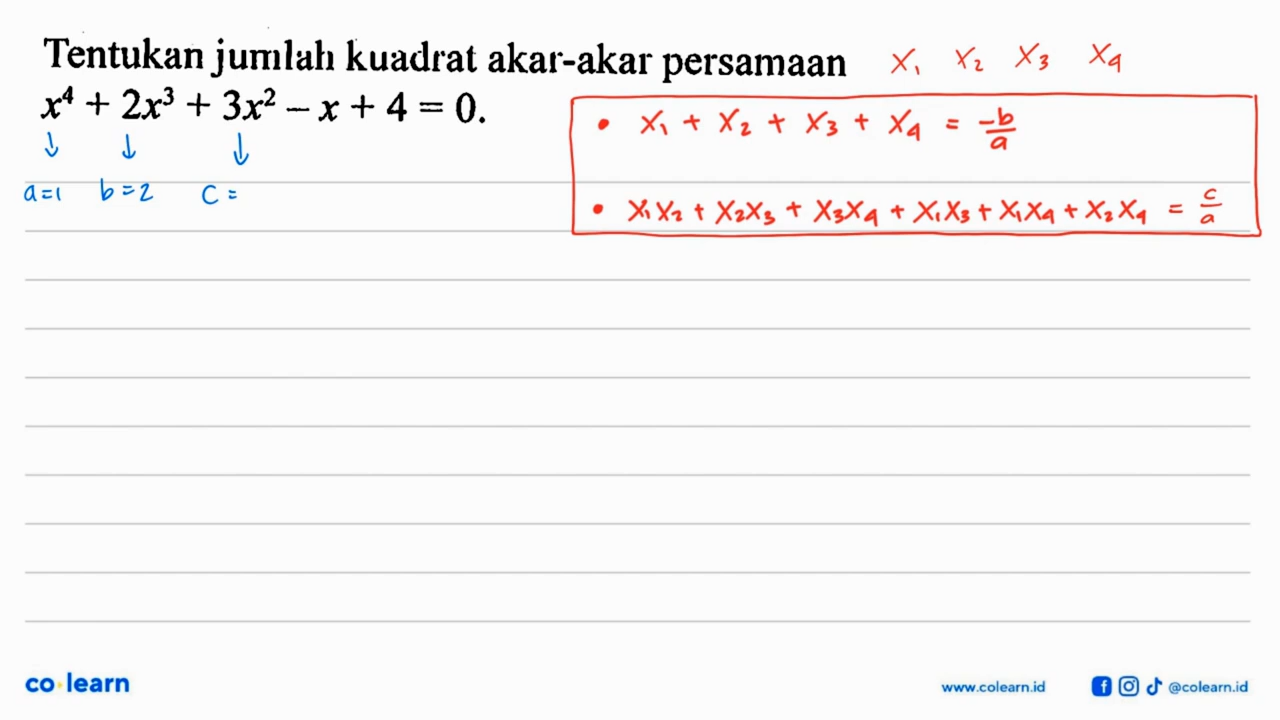 Tentukan jumlah kuadrat akar-akar persamaan x₁ x₂ x₃ x₄
x⁴ + 2x³ + 3x² – x + 4 = 0.
• x₁ + x₂ + x₃ + x₄ = -b/a
↓ ↓ ↓
a=1 b=2 c=
• x₁x₂ + x₂x₃ + x₃x₄ + x₁x₃ + x₁x₄ + x₂x₄ = c/a
co learn
www.colearn.id @colearn.id